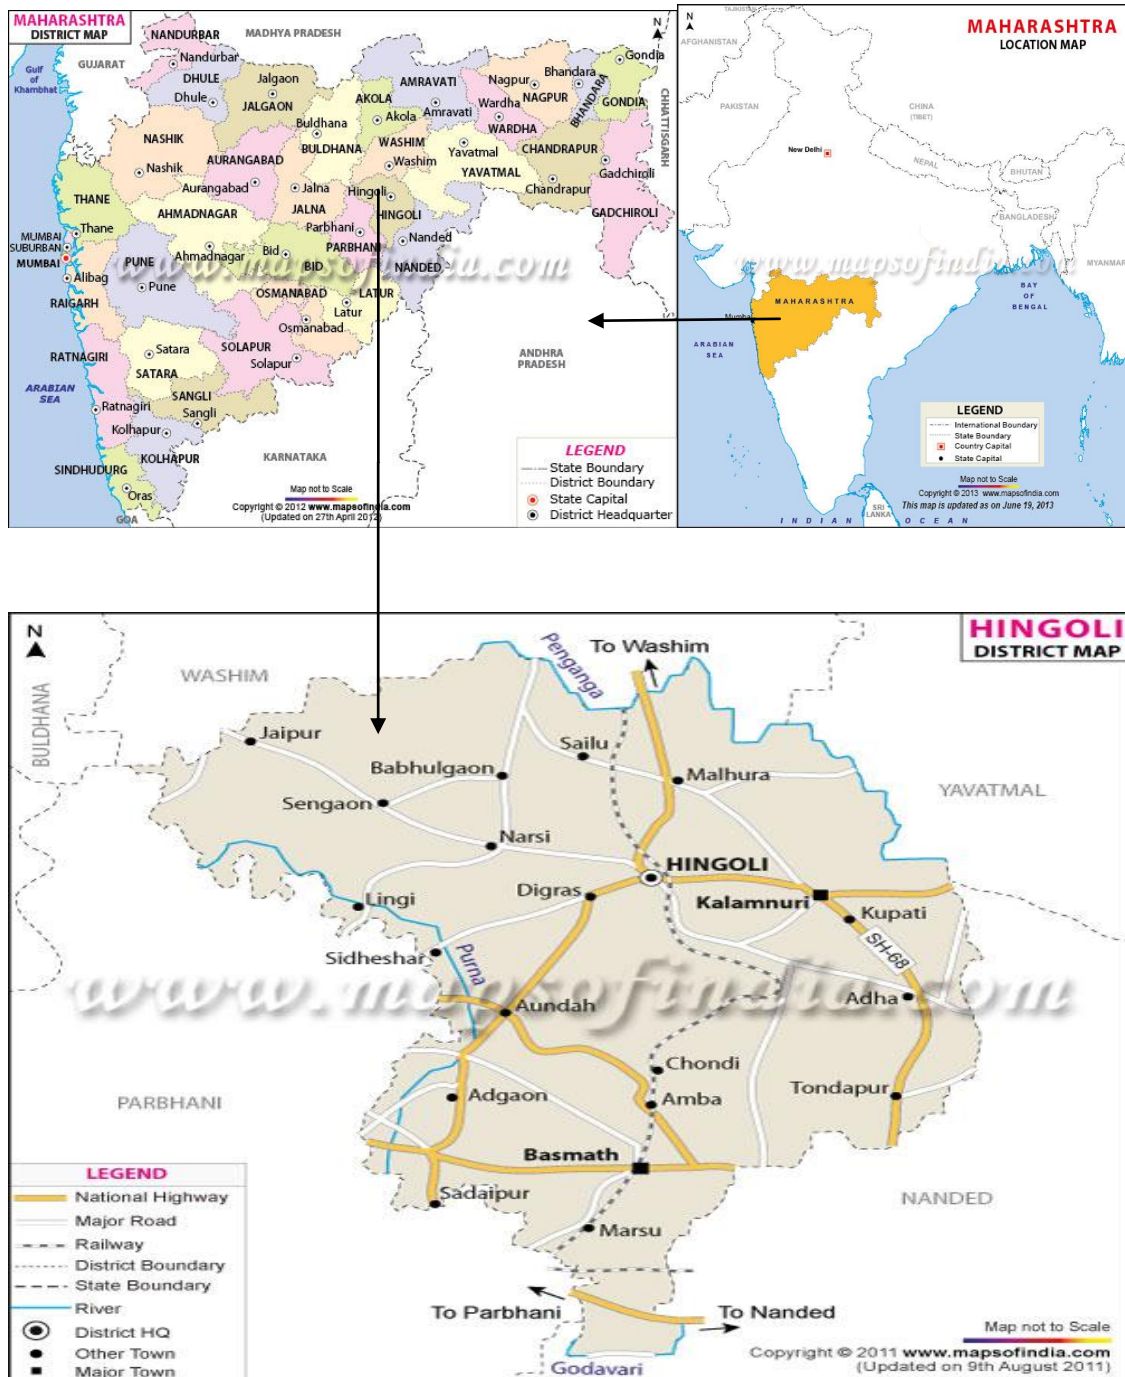 MAHARASHTRA
DISTRICT MAP
N
MADHYA PRADESH
GUJARAT
Gulf
of
Khambhat
NANDURBAR
Nandurbar
DHULE
Dhule
Jalgaon
JALGAON
Buldhana
BULDHANA
AKOLA
Akola
AMRAVATI
Amravati
WASHIM
Washim
Nagpur
NAGPUR
Wardha
WARDHA
Bhandara
BHANDARA
Gondia
GONDIA
CHHATTISGARH
NASHIK
Nashik
AURANGABAD
Aurangabad
Jalna
JALNA
Hingoli
HINGOLI
Yavatmal
YAVATMAL
CHANDRAPUR
Chandrapur
Gadchiroli
GADCHIROLI
THANE
Thane
MUMBAI
SUBURBAN
MUMBAI
Alibag
RAIGARH
AHMADNAGAR
Ahmadnagar
PUNE
Pune
Bid
BID
Parbhani
PARBHANI
Nanded
NANDED
www.mapsofindia.com
OSMANABAD
Osmanabad
LATUR
Latur
RATNAGIRI
Ratnagiri
Satara
SATARA
SOLAPUR
Solapur
SANGLI
Sangli
Kolhapur
KOLHAPUR
SINDHUDURG
Oras
GOA
ARABIAN
SEA
ANDHRA
PRADESH
KARNATAKA
Map not to Scale
Copyright © 2012 www.mapsofindia.com
(Updated on 27th April 2012)
LEGEND
State Boundary
District Boundary
State Capital
District Headquarter
N
MAHARASHTRA
LOCATION MAP
TAJIKISTAN
AFGHANISTAN
PAKISTAN
CHINA
(TIBET)
New Delhi
NEPAL
BHUTAN
BANGLADESH
MYANMAR
www.mapsofindia.com
MAHARASHTRA
Mumbai
ARABIAN
SEA
BAY
OF
BENGAL
LEGEND
International Boundary
State Boundary
Country Capital
State Capital
Map not to Scale
Copyright © 2013 www.mapsofindia.com
This map is updated as on June 19, 2013
SRI
LANKA
INDIAN OCEAN
N
HINGOLI
DISTRICT MAP
BULDHANA
WASHIM
Penganga
To Washim
Jaipur
Sailu
Babhulgaon
Malhura
YAVATMAL
Sengaon
Narsi
HINGOLI
Digras
Kalamnuri
Lingi
Kupati
Sidheshar
Purna
SH-68
www.mapsofindia.com
Adha
Aundah
Chondi
Tondapur
PARBHANI
Adgaon
Amba
Basmath
Sadaipur
NANDED
Marsu
LEGEND
National Highway
Major Road
Railway
District Boundary
State Boundary
River
District HQ
Other Town
Major Town
To Parbhani
To Nanded
Godavari
Map not to Scale
Copyright © 2011 www.mapsofindia.com
(Updated on 9th August 2011)